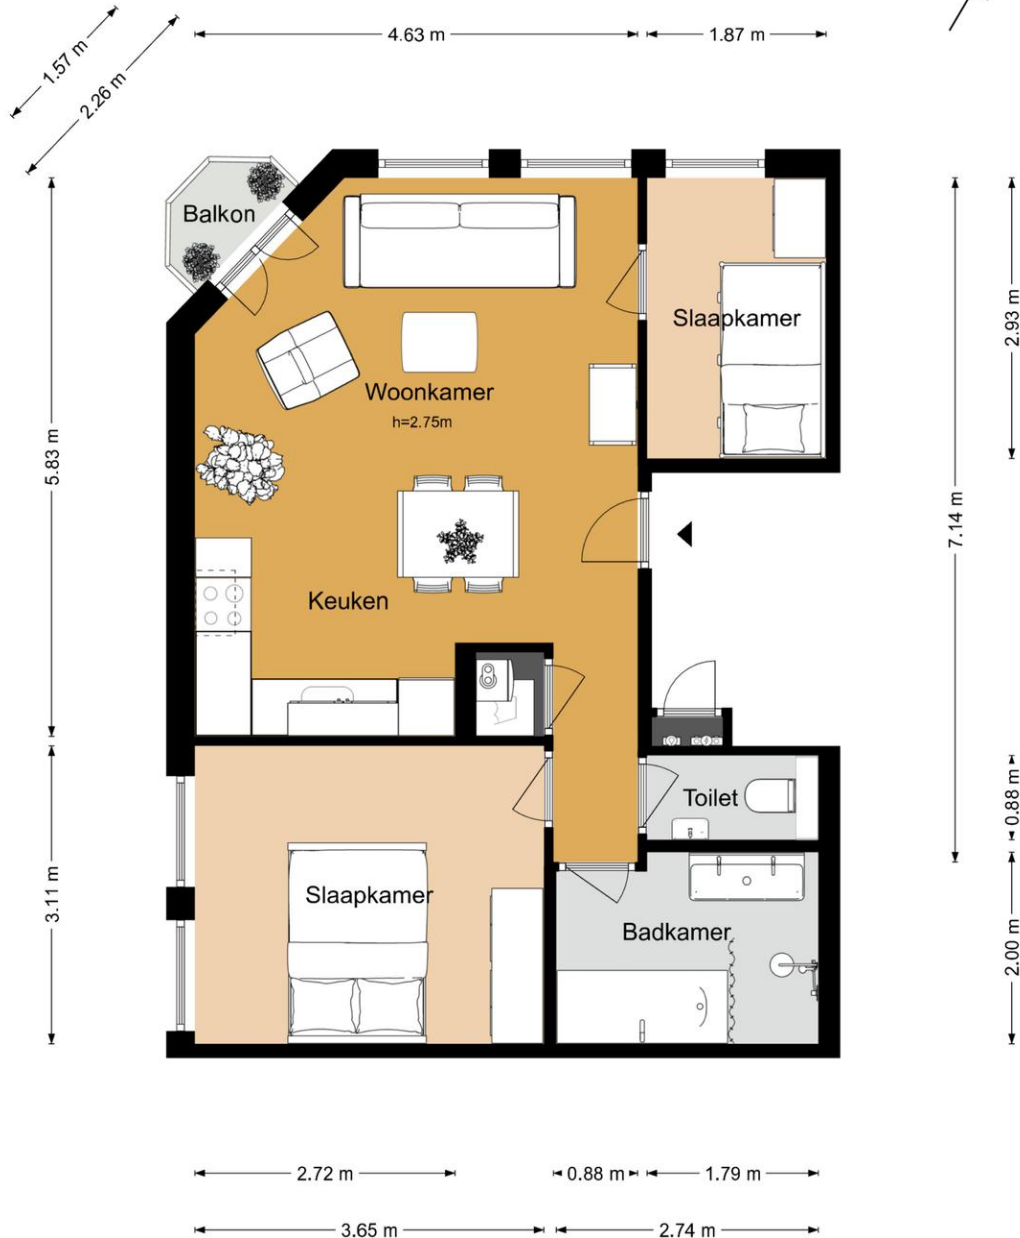 4.63 m
1.87 m
1.57 m
2.26 m
Balkon
Slaapkamer
2.93 m
Woonkamer
h=2.75m
5.83 m
7.14 m
Keuken
Toilet
0.88 m
Slaapkamer
3.11 m
Badkamer
2.00 m
2.72 m
0.88 m
1.79 m
3.65 m
2.74 m